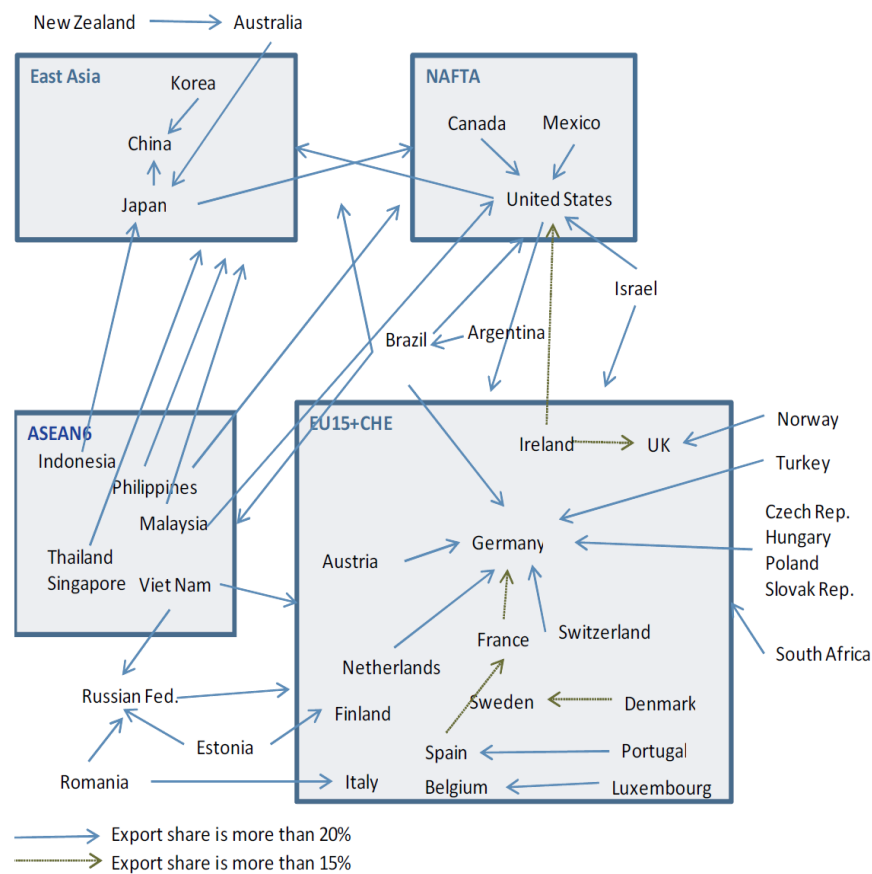 New Zealand
Australia
East Asia
Korea
China
Japan
NAFTA
Canada
Mexico
United States
Israel
Brazil
Argentina
ASEAN6
Indonesia
Philippines
Malaysia
Thailand
Singapore
Viet Nam
EU15+CHE
Ireland
UK
Norway
Turkey
Czech Rep.
Hungary
Poland
Slovak Rep.
South Africa
Austria
Germany
France
Switzerland
Netherlands
Sweden
Denmark
Finland
Spain
Portugal
Italy
Belgium
Luxembourg
Russian Fed.
Estonia
Romania
Export share is more than 20%
Export share is more than 15%